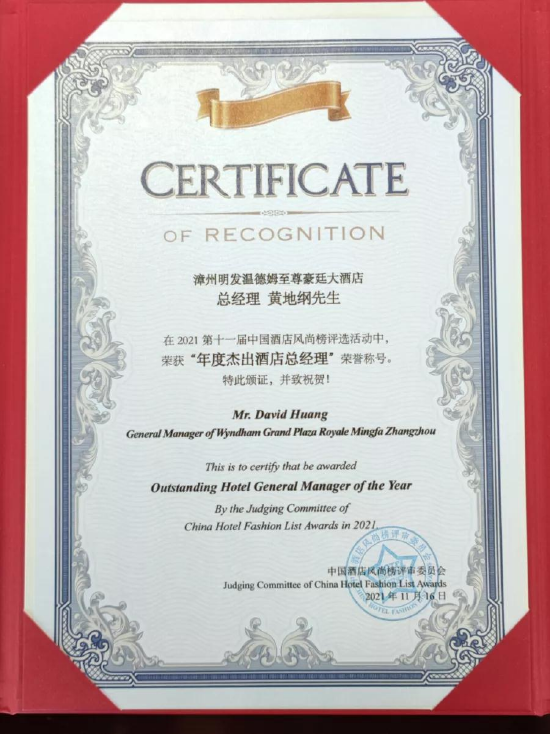 CERTIFICATE
OF RECOGNITION
漳州明发温德姆至尊豪廷大酒店
总经理 黄地纲先生
在 2021 第十一届中国酒店风尚榜评选活动中，
荣获“年度杰出酒店总经理”荣誉称号。
特此颁证，并致祝贺！
Mr. David Huang
General Manager of Wyndham Grand Plaza Royale Mingfa Zhangzhou
This is to certify that be awarded
Outstanding Hotel General Manager of the Year
By the Judging Committee of
China Hotel Fashion List Awards in 2021.
中国酒店风尚榜评审委员会
Judging Committee of China Hotel Fashion List Awards
2021 年 11 月 16 日